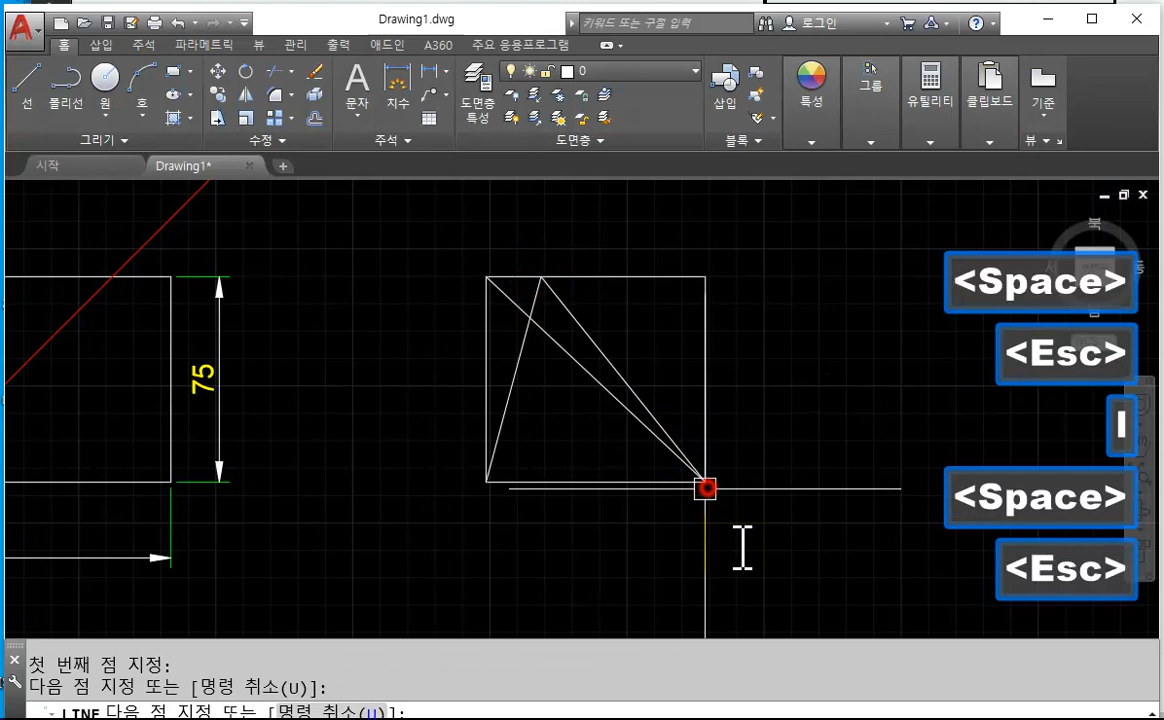 Drawing1.dwg
키워드 또는 구절 입력
로그인
홈 삽입 주석 파라메트릭 뷰 관리 출력 애드인 A360 주요 응용프로그램
0
선 폴리선 원 호 문자 치수 도면층 특성 삽입 특성 그룹 유틸리티 클립보드 기준
그리기 수정 주석 도면층 블록 뷰
시작 Drawing1*
북
서
동
75
<Space>
<Esc>
l
<Space>
<Esc>
첫 번째 점 지정:
다음 점 지정 또는 [명령 취소(U)]:
LINE 다음 점 지정 또는 [명령 취소(U)]: